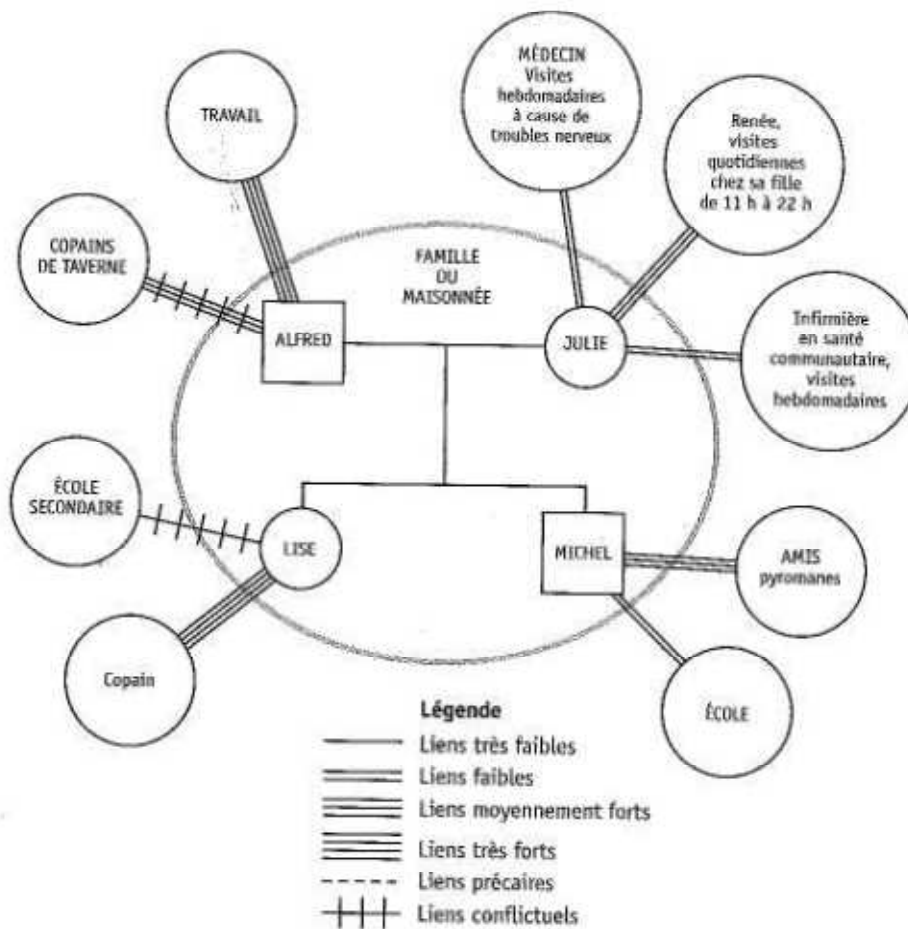 TRAVAIL
MÉDECIN
Visites
hebdomadaires
à cause de
troubles nerveux
Renée,
visites
quotidiennes
chez sa fille
de 11 h à 22 h
COPAINS
DE TAVERNE
FAMILLE
OU
MAISONNÉE
ALFRED
JULIE
Infirmière
en santé
communautaire,
visites
hebdomadaires
ÉCOLE
SECONDAIRE
LISE
MICHEL
AMIS
pyromanes
Copain
ÉCOLE
Légende
Liens très faibles
Liens faibles
Liens moyennement forts
Liens très forts
Liens précaires
Liens conflictuels